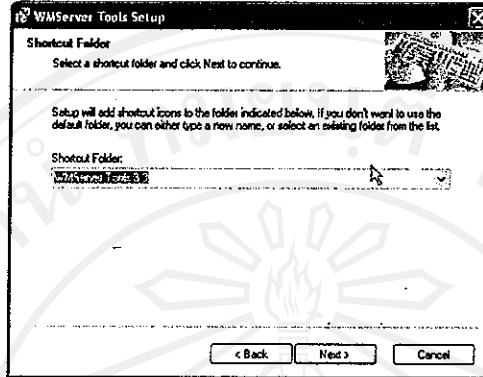 WMServer Tools Setup
Shortcut Folder
Select a shortcut folder and click Next to continue.
Setup will add shortcut icons to the folder indicated below. If you don't want to use the
default folder, you can either type a new name, or select an existing folder from the list.
Shortcut Folder:
WMServer Tools
< Back
Next >
Cancel